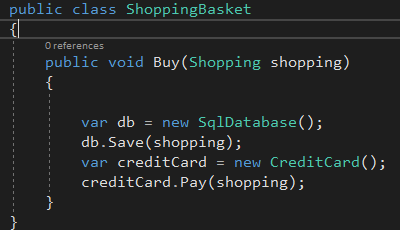 public class ShoppingBasket
{
0 references
public void Buy(Shopping shopping)
{
var db = new SqlDatabase();
db.Save(shopping);
var creditCard = new CreditCard();
creditCard.Pay(shopping);
}
}